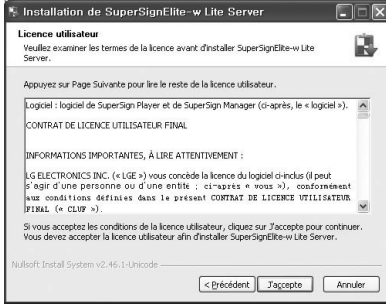 Installation de SuperSignElite-w Lite Server
Licence utilisateur
Veuillez examiner les termes de la licence avant d'installer SuperSignElite-w Lite
Server.
Appuyez sur Page Suivante pour lire le reste de la licence utilisateur.
Logiciel : logiciel de SuperSign Player et de SuperSign Manager (ci-après, le « logiciel »).
CONTRAT DE LICENCE UTILISATEUR FINAL
INFORMATIONS IMPORTANTES, À LIRE ATTENTIVEMENT :
LG ELECTRONICS INC. (« LGE ») vous concède la licence du logiciel ci-inclus (il peut
s'agir d'une personne ou d'une entité ; ci-après « vous »), conformément
aux conditions définies dans le présent CONTRAT DE LICENCE UTILISATEUR
FINAL (« CLUF »).
Si vous acceptez les conditions de la licence utilisateur, cliquez sur J'accepte pour continuer.
Vous devez accepter la licence utilisateur afin d'installer SuperSignElite-w Lite Server.
Nullsoft Install System v2.46.1-Unicode
< Précédent J'accepte Annuler